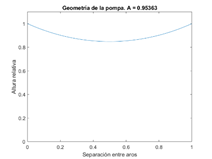 Geometria de la pompa. A = 0.95363
Altura relativa
1
0.8
0.6
0.4
0.2
0
0 0.2 0.4 0.6 0.8 1
Separación entre aros